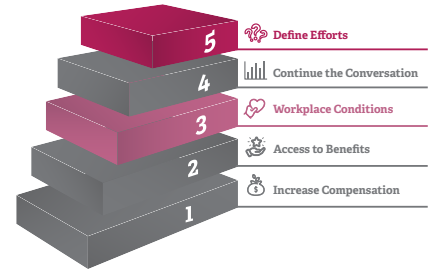 5 Define Efforts
4 Continue the Conversation
3 Workplace Conditions
2 Access to Benefits
1 Increase Compensation